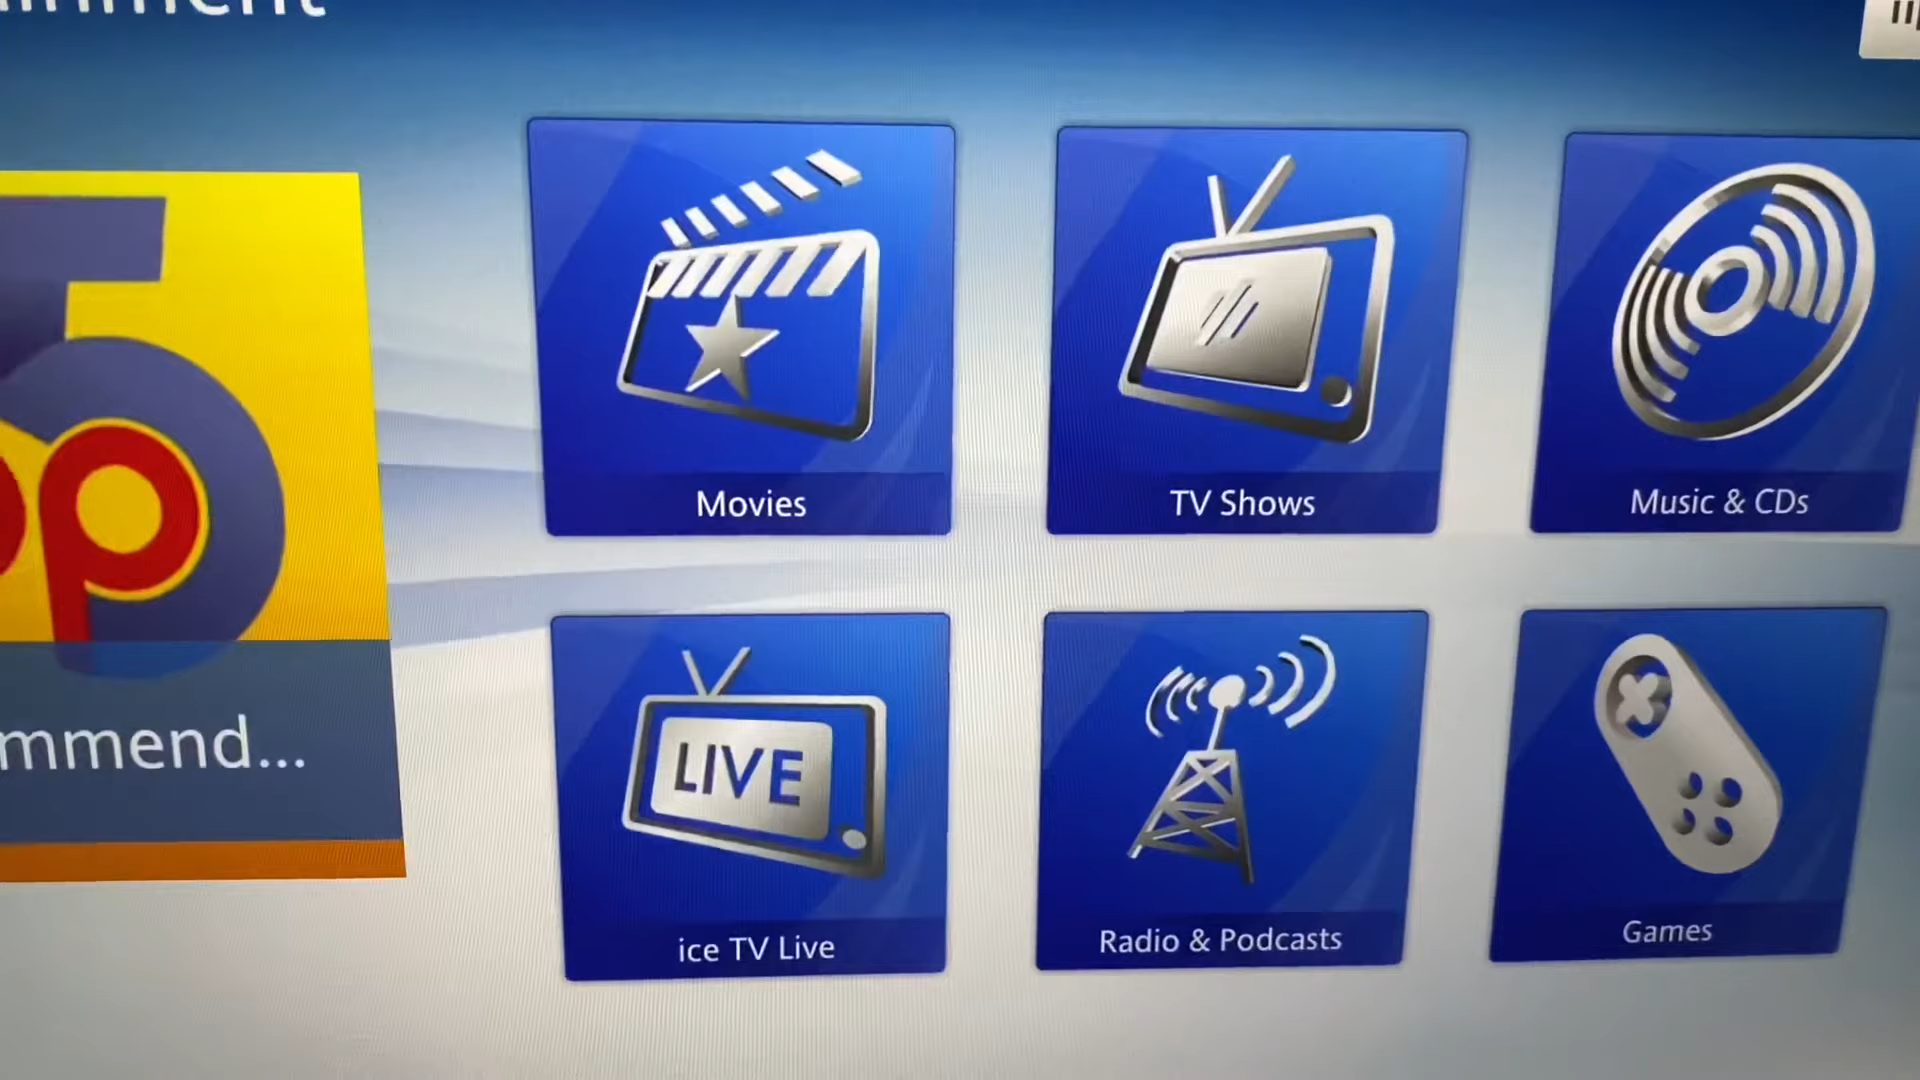 Movies
TV Shows
Music & CDs
mmend...
LIVE
ice TV Live
Radio & Podcasts
Games